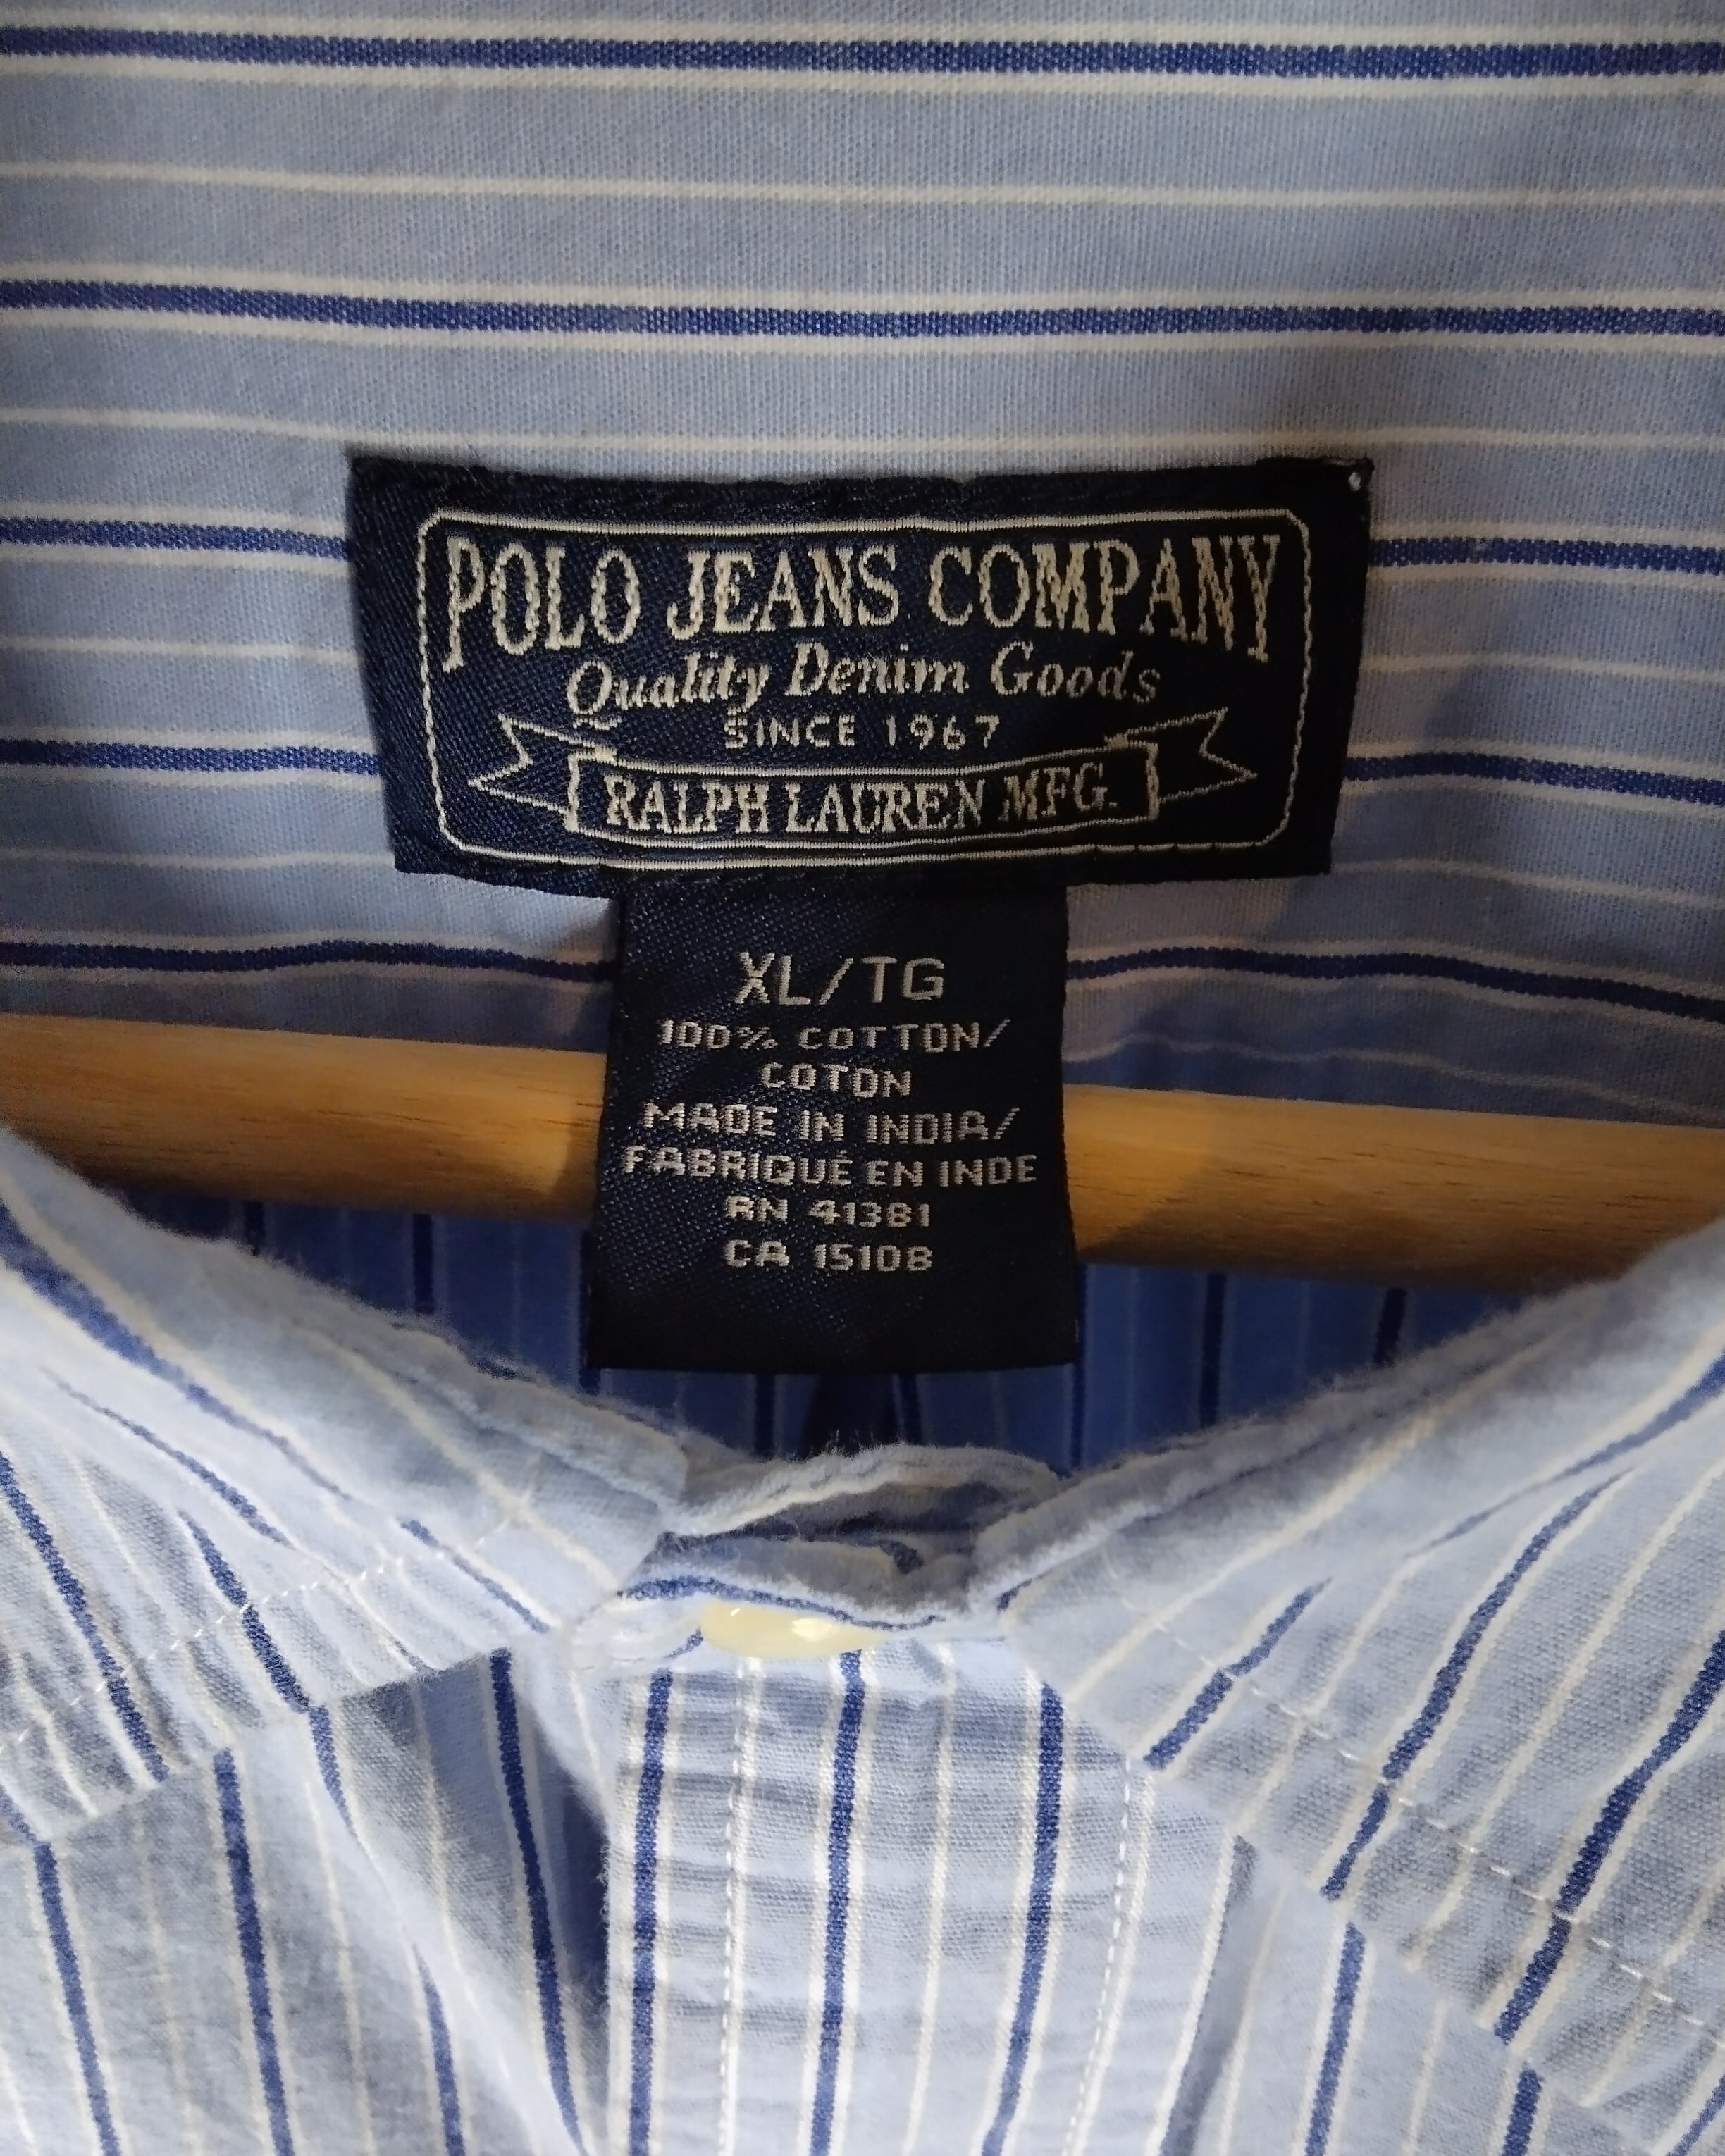 POLO JEANS COMPANY
Quality Denim Goods
SINCE 1967
RALPH LAUREN MFG.
XL/TG
100% COTTON/
COTON
MADE IN INDIA/
FABRIQUÉ EN INDE
RN 41381
CA 15108